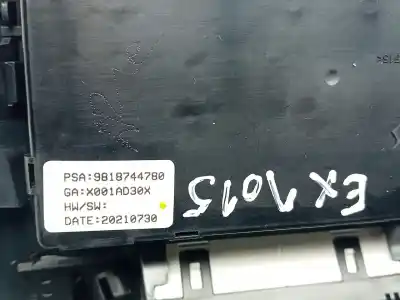 PSA:9818744780
GA:X001AD30X
HW/SW:
DATE:20210730
Ex1015